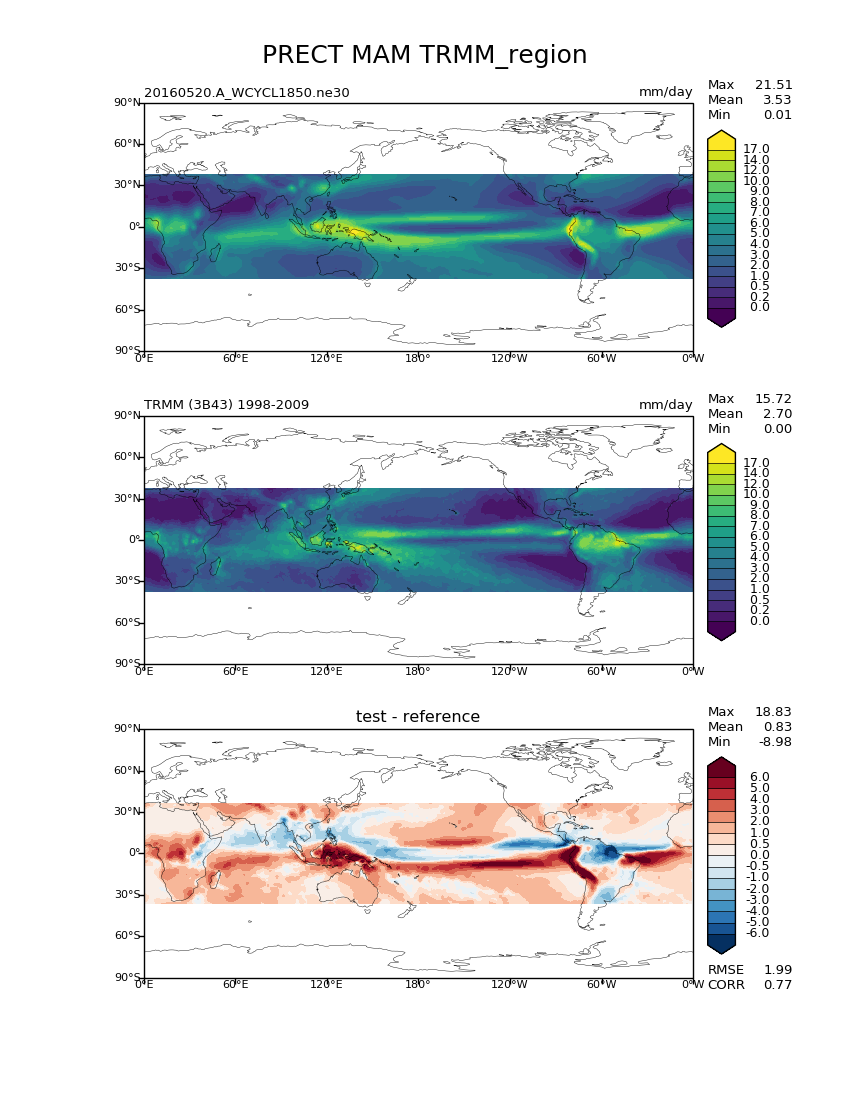 PRECT MAM TRMM_region
20160520.A_WCYCL1850.ne30
mm/day
Max 21.51
Mean 3.53
Min 0.01
90°N
60°N
30°N
0°
30°S
60°S
90°S
0°E 60°E 120°E 180° 120°W 60°W 0°W
17.0
14.0
12.0
10.0
9.0
8.0
7.0
6.0
5.0
4.0
3.0
2.0
1.0
0.5
0.2
0.0
TRMM (3B43) 1998-2009
mm/day
Max 15.72
Mean 2.70
Min 0.00
90°N
60°N
30°N
0°
30°S
60°S
90°S
0°E 60°E 120°E 180° 120°W 60°W 0°W
17.0
14.0
12.0
10.0
9.0
8.0
7.0
6.0
5.0
4.0
3.0
2.0
1.0
0.5
0.2
0.0
test - reference
Max 18.83
Mean 0.83
Min -8.98
90°N
60°N
30°N
0°
30°S
60°S
90°S
0°E 60°E 120°E 180° 120°W 60°W 0°W
6.0
5.0
4.0
3.0
2.0
1.0
0.5
0.0
-0.5
-1.0
-2.0
-3.0
-4.0
-5.0
-6.0
RMSE 1.99
CORR 0.77